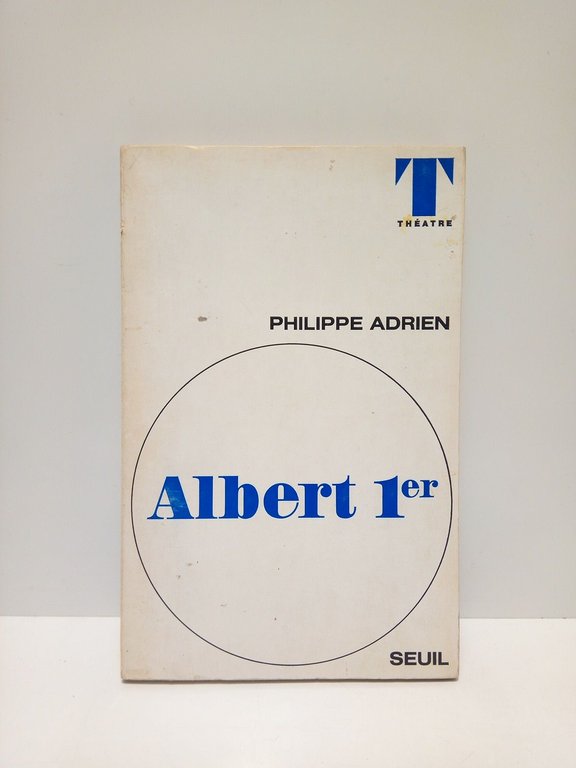 T
THÉATRE
PHILIPPE ADRIEN
Albert 1er
SEUIL